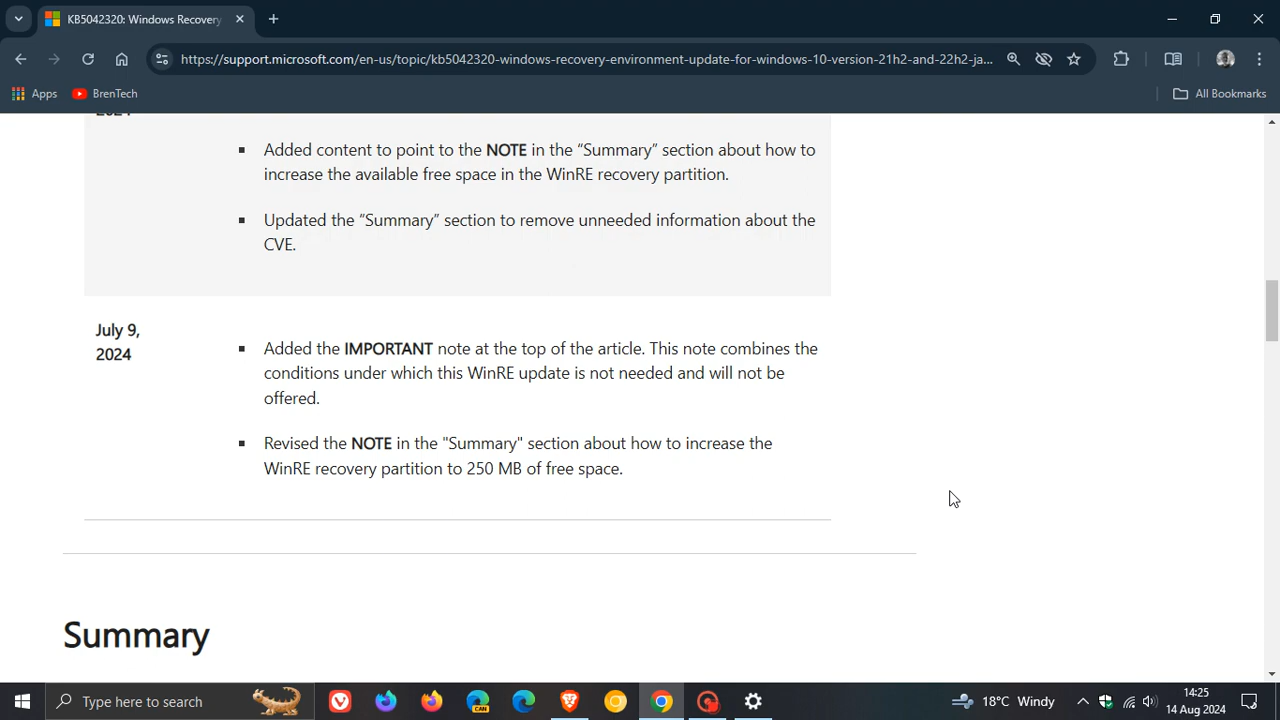 KB5042320: Windows Recovery
https://support.microsoft.com/en-us/topic/kb5042320-windows-recovery-environment-update-for-windows-10-version-21h2-and-22h2-ja...
Apps
BrenTech
All Bookmarks
2024
Added content to point to the NOTE in the “Summary” section about how to
increase the available free space in the WinRE recovery partition.
Updated the “Summary” section to remove unneeded information about the
CVE.
July 9,
2024
Added the IMPORTANT note at the top of the article. This note combines the
conditions under which this WinRE update is not needed and will not be
offered.
Revised the NOTE in the "Summary" section about how to increase the
WinRE recovery partition to 250 MB of free space.
Summary
Type here to search
CAN
18°C Windy
14:25
14 Aug 2024